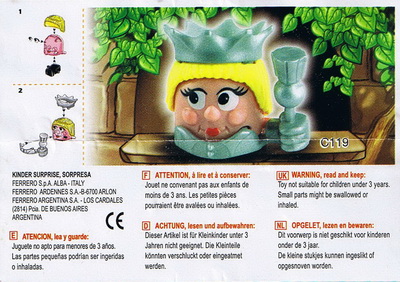 1
2
C119
KINDER SURPRISE, SORPRESA
FERRERO S.p.A. ALBA - ITALY
FERRERO ARDENNES S.A.-B-6700 ARLON
FERRERO ARGENTINA S.A. - LOS CARDALES
(2814) Pcia. DE BUENOS AIRES
ARGENTINA
CE
E ATENCION, lea y guarde:
Juguete no apto para menores de 3 años.
Las partes pequeñas podrían ser ingeridas
o inhaladas.
F ATTENTION, à lire et à conserver:
Jouet ne convenant pas aux enfants de
moins de 3 ans. Les petites pièces
pourraient être avalées ou inhalées.
D ACHTUNG, lesen und aufbewahren:
Dieser Artikel ist für Kleinkinder unter 3
Jahren nicht geeignet. Die Kleinteile
könnten verschluckt oder eingeatmet
werden.
UK WARNING, read and keep:
Toy not suitable for children under 3 years.
Small parts might be swallowed or
inhaled.
NL OPGELET, lezen en bewaren:
Dit voorwerp is niet geschikt voor kinderen
onder de 3 jaar.
De kleine stukjes kunnen ingeslikt of
opgesnoven worden.